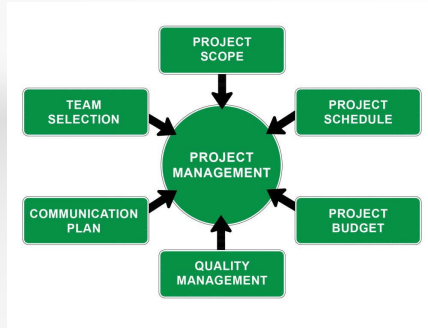 PROJECT
SCOPE
TEAM
SELECTION
PROJECT
SCHEDULE
PROJECT
MANAGEMENT
COMMUNICATION
PLAN
PROJECT
BUDGET
QUALITY
MANAGEMENT